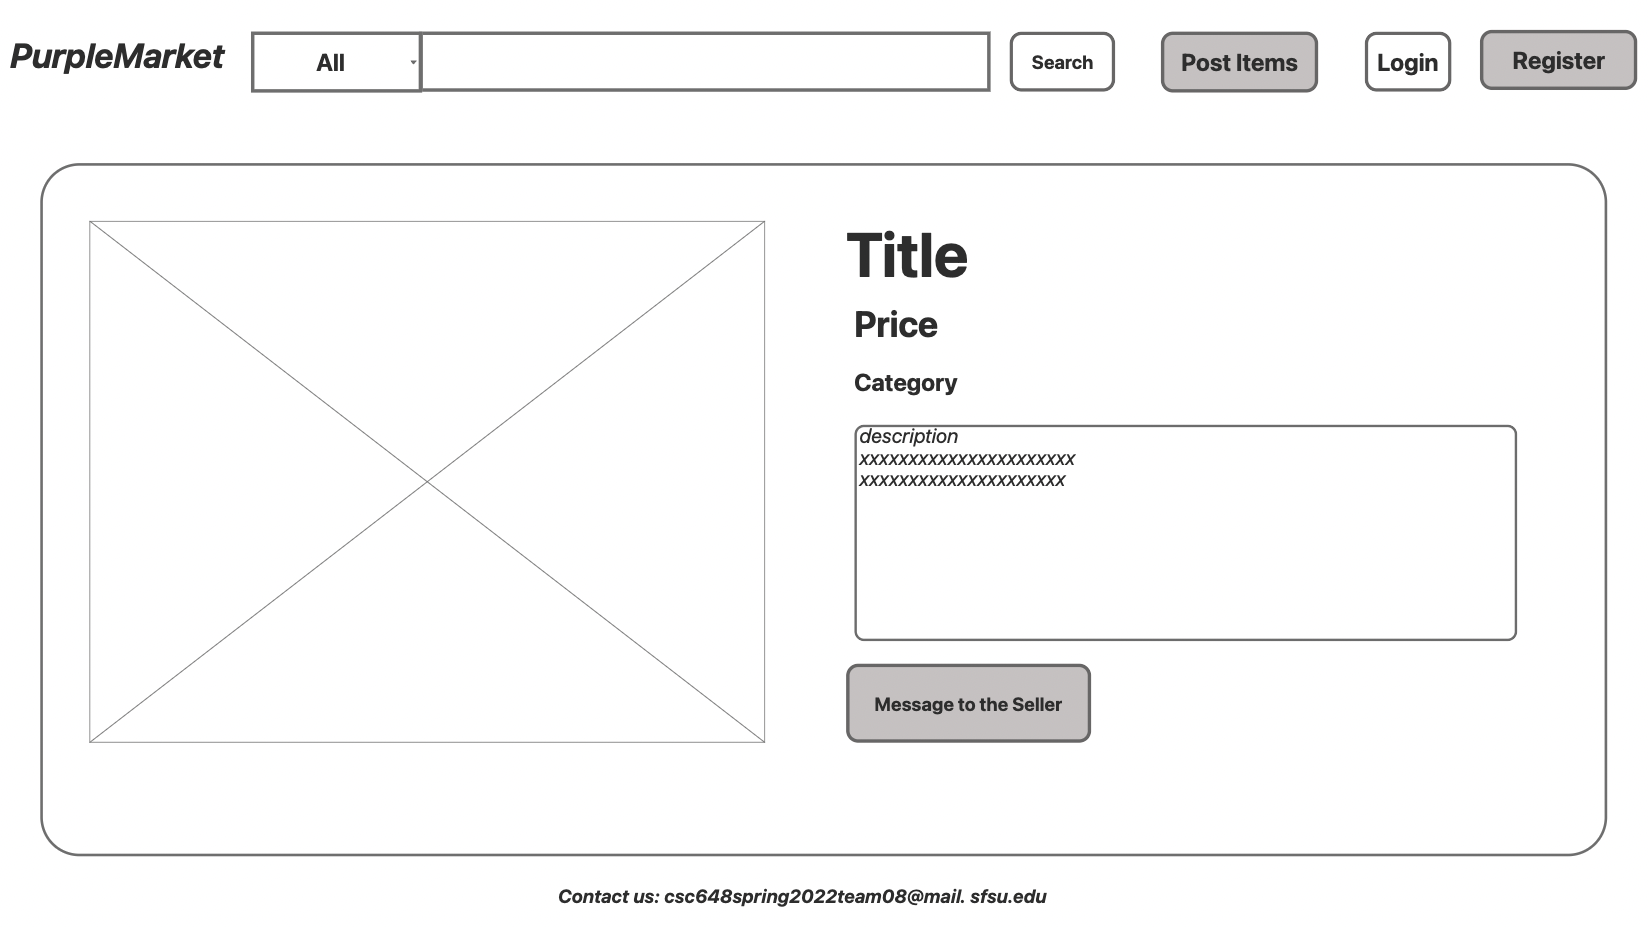 PurpleMarket
All
Search
Post Items
Login
Register
Title
Price
Category
description
xxxxxxxxxxxxxxxxxxxxxx
xxxxxxxxxxxxxxxxxxxxx
Message to the Seller
Contact us: csc648spring2022team08@mail. sfsu.edu